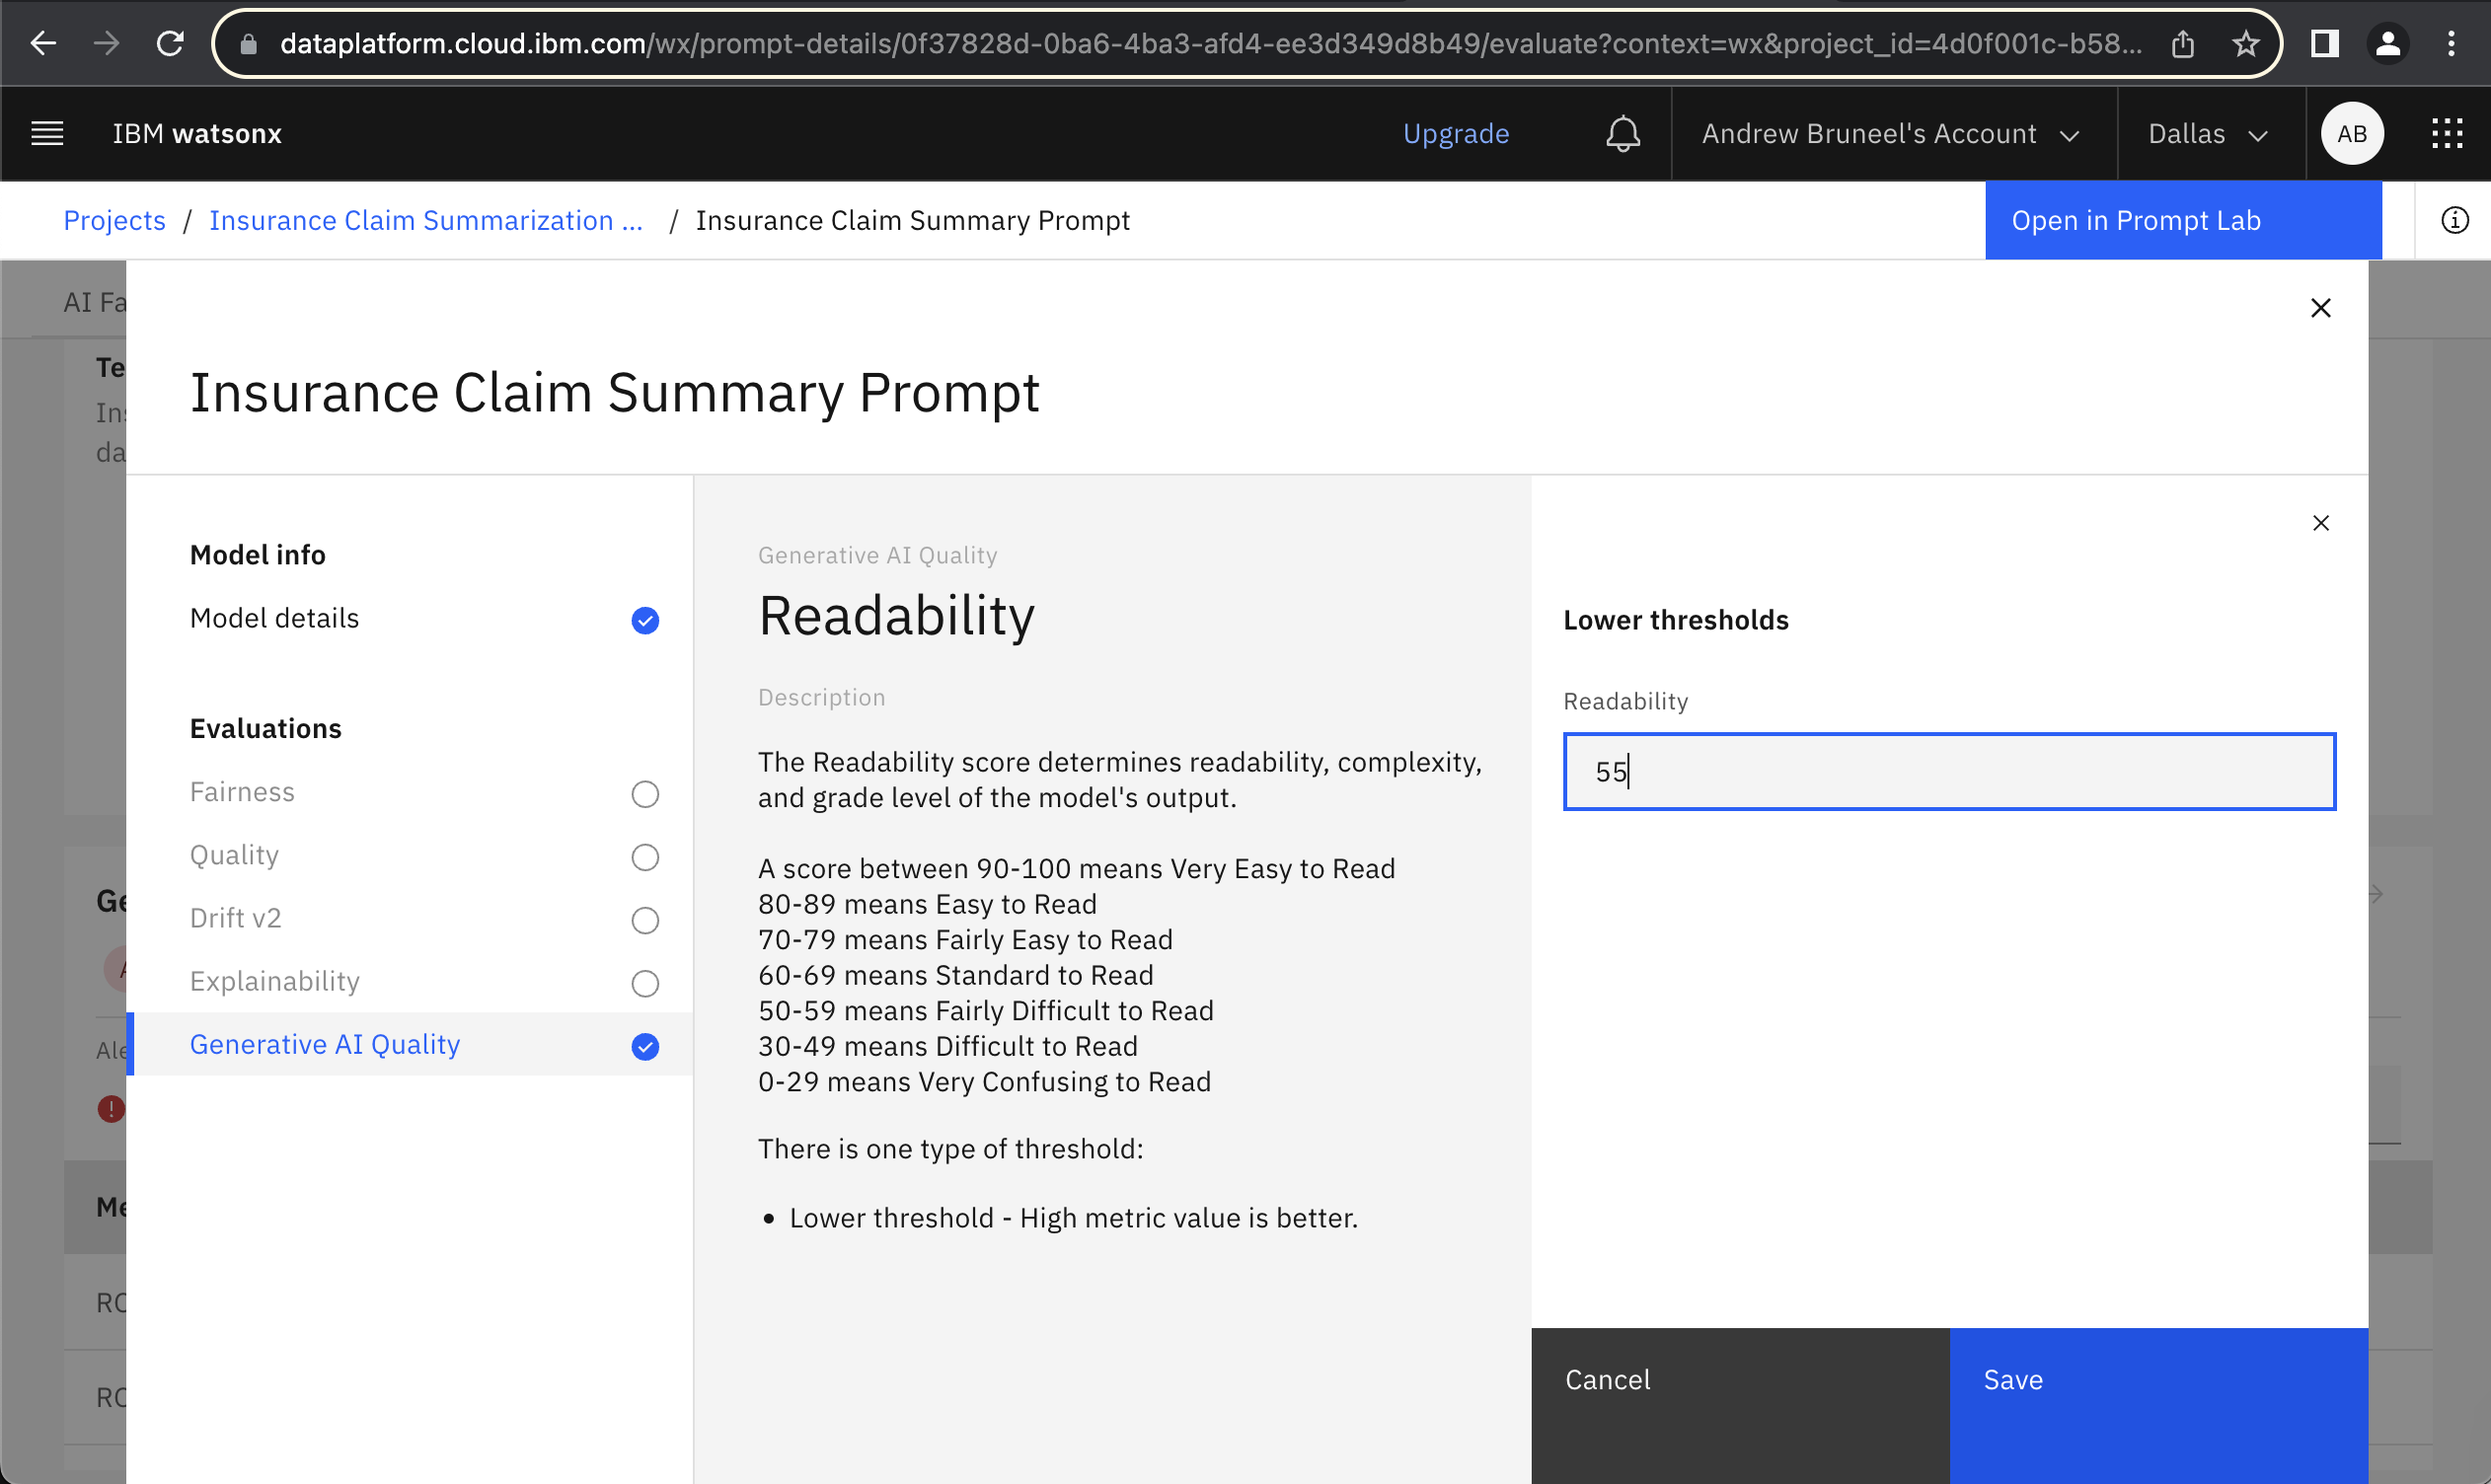 dataplatform.cloud.ibm.com/wx/prompt-details/0f37828d-0ba6-4ba3-afd4-ee3d349d8b49/evaluate?context=wx&project_id=4d0f001c-b58...
IBM watsonx
Upgrade
Andrew Bruneel's Account
Dallas
AB
Projects / Insurance Claim Summarization ... / Insurance Claim Summary Prompt
Open in Prompt Lab
AI Fa
Te
Ins
da
Ge
A
Ale
Me
RO
RO
Insurance Claim Summary Prompt
Model info
Model details
Evaluations
Fairness
Quality
Drift v2
Explainability
Generative AI Quality
Generative AI Quality
Readability
Description
The Readability score determines readability, complexity,
and grade level of the model's output.
A score between 90-100 means Very Easy to Read
80-89 means Easy to Read
70-79 means Fairly Easy to Read
60-69 means Standard to Read
50-59 means Fairly Difficult to Read
30-49 means Difficult to Read
0-29 means Very Confusing to Read
There is one type of threshold:
• Lower threshold - High metric value is better.
Lower thresholds
Readability
55
Cancel
Save